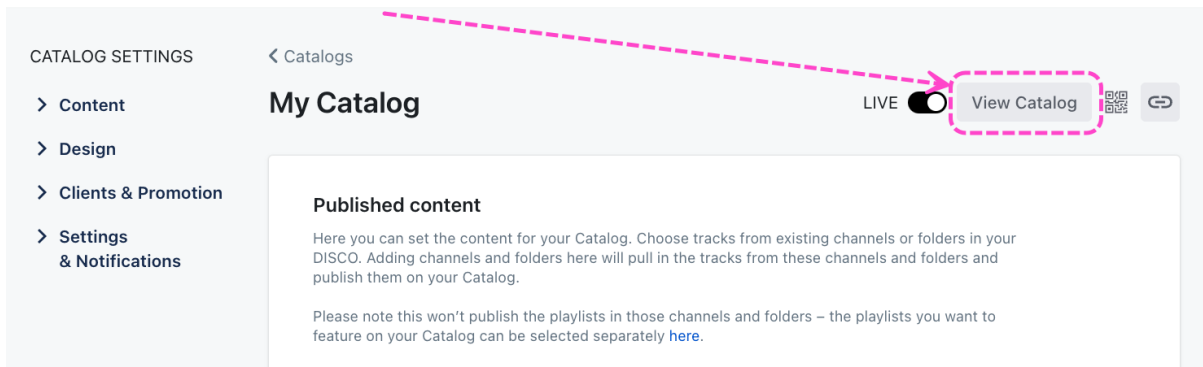 CATALOG SETTINGS
Content
Design
Clients & Promotion
Settings
& Notifications
Catalogs
My Catalog
LIVE
View Catalog
Published content
Here you can set the content for your Catalog. Choose tracks from existing channels or folders in your
DISCO. Adding channels and folders here will pull in the tracks from these channels and folders and
publish them on your Catalog.
Please note this won’t publish the playlists in those channels and folders – the playlists you want to
feature on your Catalog can be selected separately here.